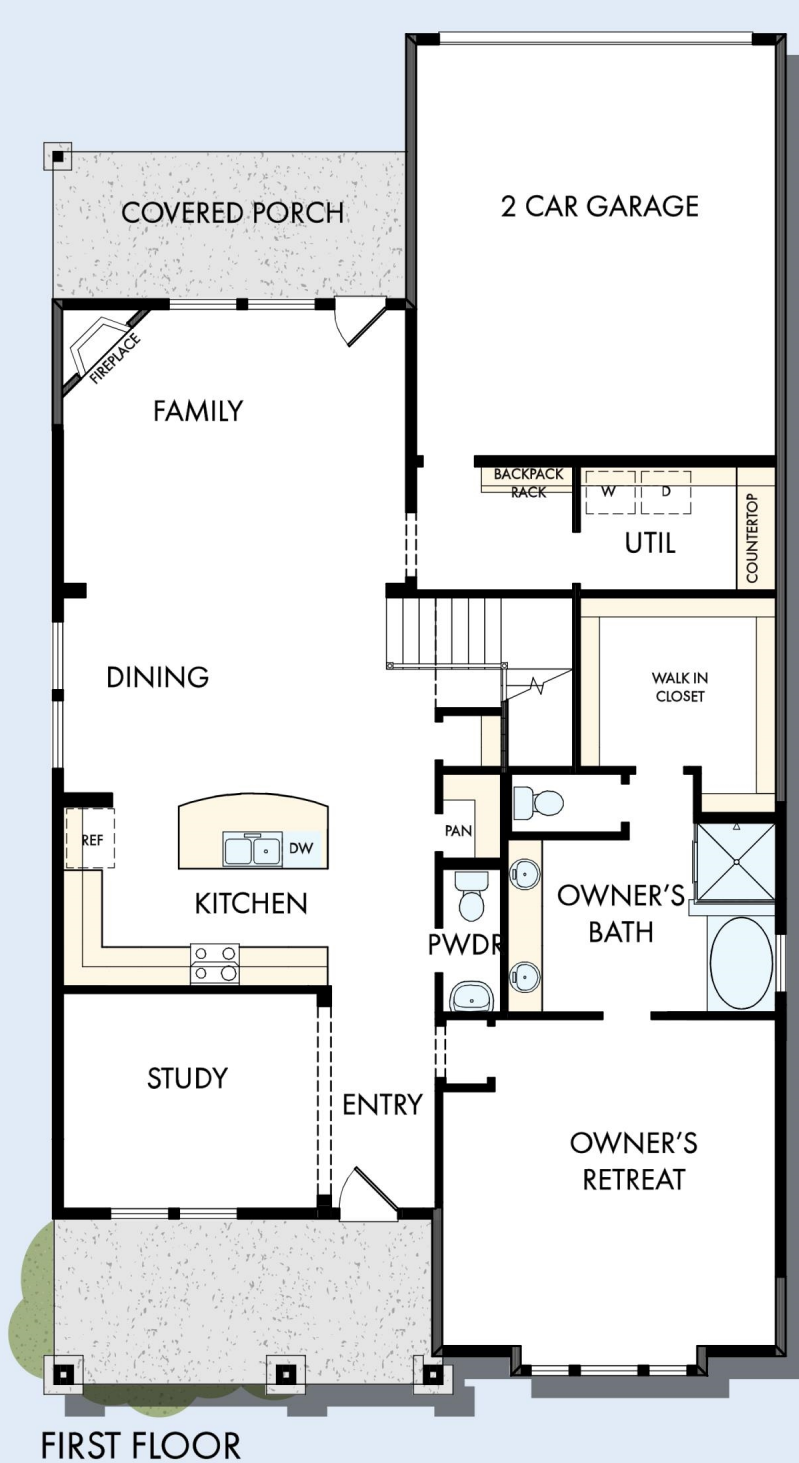 COVERED PORCH
2 CAR GARAGE
FIREPLACE
FAMILY
BACKPACK
RACK
W
D
UTIL
COUNTERTOP
DINING
WALK IN
CLOSET
REF
DW
PAN
KITCHEN
OWNER'S
BATH
PWDR
STUDY
ENTRY
OWNER'S
RETREAT
FIRST FLOOR